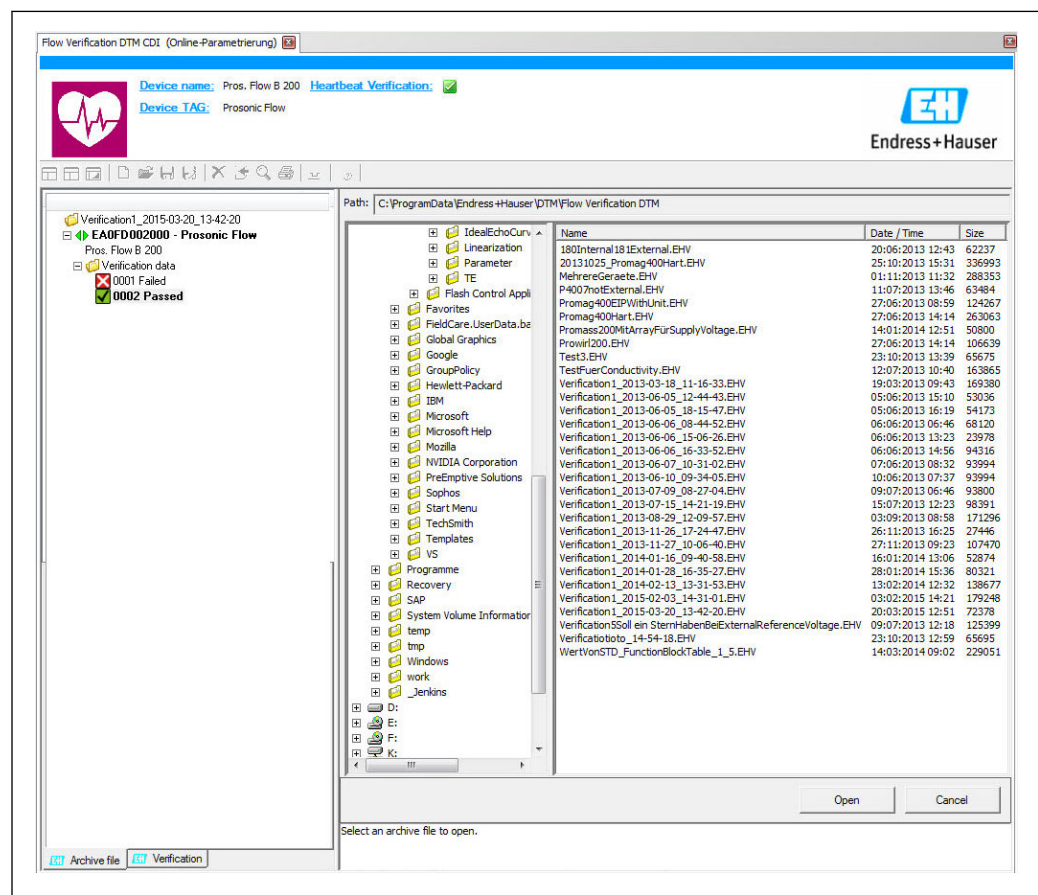 Flow Verification DTM CDI (Online-Parametrierung)
Device name: Pros. Flow B 200 Heartbeat Verification:
Device TAG: Prosonic Flow
EH
Endress+Hauser
Path: C:\ProgramData\Endress+Hauser\DTM\Flow Verification DTM
Verification1_2015-03-20_13-42-20
EA0FD002000 - Prosonic Flow
Pros. Flow B 200
Verification data
0001 Failed
0002 Passed
IdealEchoCurv
Linearization
Parameter
TE
Flash Control Appli
Favorites
FieldCare.UserData.ba
Global Graphics
Google
GroupPolicy
Hewlett-Packard
IBM
Microsoft
Microsoft Help
Mozilla
NVIDIA Corporation
PreEmptive Solutions
Sophos
Start Menu
TechSmith
Templates
VS
Programme
Recovery
SAP
System Volume Information
temp
tmp
Windows
work
_Jenkins
D:
E:
F:
K:
Name Date / Time Size
180Internal181External.EHV 20:06:2013 12:43 62237
20131025_Promag400Hart.EHV 25:10:2013 15:31 336993
MehrereGeraete.EHV 01:11:2013 11:32 288353
P4007notExternal.EHV 11:07:2013 13:46 63484
Promag400EIPWithUnit.EHV 27:06:2013 08:59 124267
Promag400Hart.EHV 27:06:2013 14:14 263063
Promass200MitArrayFürSupplyVoltage.EHV 14:01:2014 12:51 50800
Prowirl200.EHV 27:06:2013 14:14 106639
Test3.EHV 23:10:2013 13:39 65675
TestFuerConductivity.EHV 12:07:2013 10:40 163865
Verification1_2013-03-18_11-16-33.EHV 19:03:2013 09:43 169380
Verification1_2013-06-05_12-44-43.EHV 05:06:2013 15:10 53036
Verification1_2013-06-05_18-15-47.EHV 05:06:2013 16:19 54173
Verification1_2013-06-06_08-44-52.EHV 06:06:2013 06:46 68120
Verification1_2013-06-06_15-06-26.EHV 06:06:2013 13:23 23978
Verification1_2013-06-06_16-33-52.EHV 06:06:2013 14:56 94316
Verification1_2013-06-07_10-31-02.EHV 07:06:2013 08:32 93994
Verification1_2013-06-10_09-34-05.EHV 10:06:2013 07:37 93994
Verification1_2013-07-09_08-27-04.EHV 09:07:2013 06:46 93800
Verification1_2013-07-15_14-21-19.EHV 15:07:2013 12:23 98391
Verification1_2013-08-29_12-09-57.EHV 03:09:2013 08:58 171296
Verification1_2013-11-26_17-24-47.EHV 26:11:2013 16:25 27446
Verification1_2013-11-27_10-06-40.EHV 27:11:2013 09:23 107470
Verification1_2014-01-16_09-40-58.EHV 16:01:2014 13:06 52874
Verification1_2014-01-28_16-35-27.EHV 28:01:2014 15:36 80321
Verification1_2014-02-13_13-31-53.EHV 13:02:2014 12:32 138677
Verification1_2015-02-03_14-31-01.EHV 03:02:2015 14:21 179248
Verification1_2015-03-20_13-42-20.EHV 20:03:2015 12:51 72378
Verification5Soll ein SternHabenBeiExternalReferenceVoltage.EHV 09:07:2013 12:18 125399
Verificatiotioto_14-54-18.EHV 23:10:2013 12:59 65695
WertVonSTD_FunctionBlockTable_1_5.EHV 14:03:2014 09:02 229051
Open Cancel
Select an archive file to open.
EH Archive file EH Verification